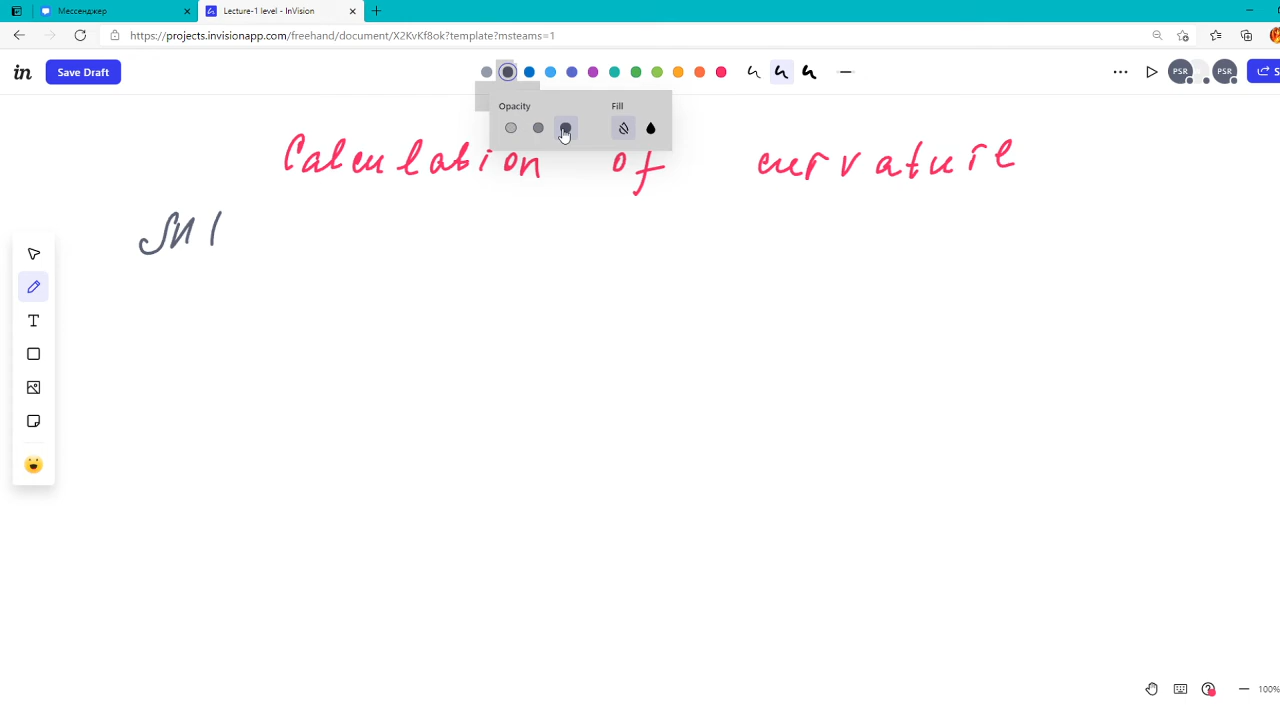 Мессенджер
Lecture-1 level - InVision
https://projects.invisionapp.com/freehand/document/X2KvKf8ok?template?msteams=1
in
Save Draft
PSR
PSR
S
Opacity
Fill
Calculation of curvature
T
100%